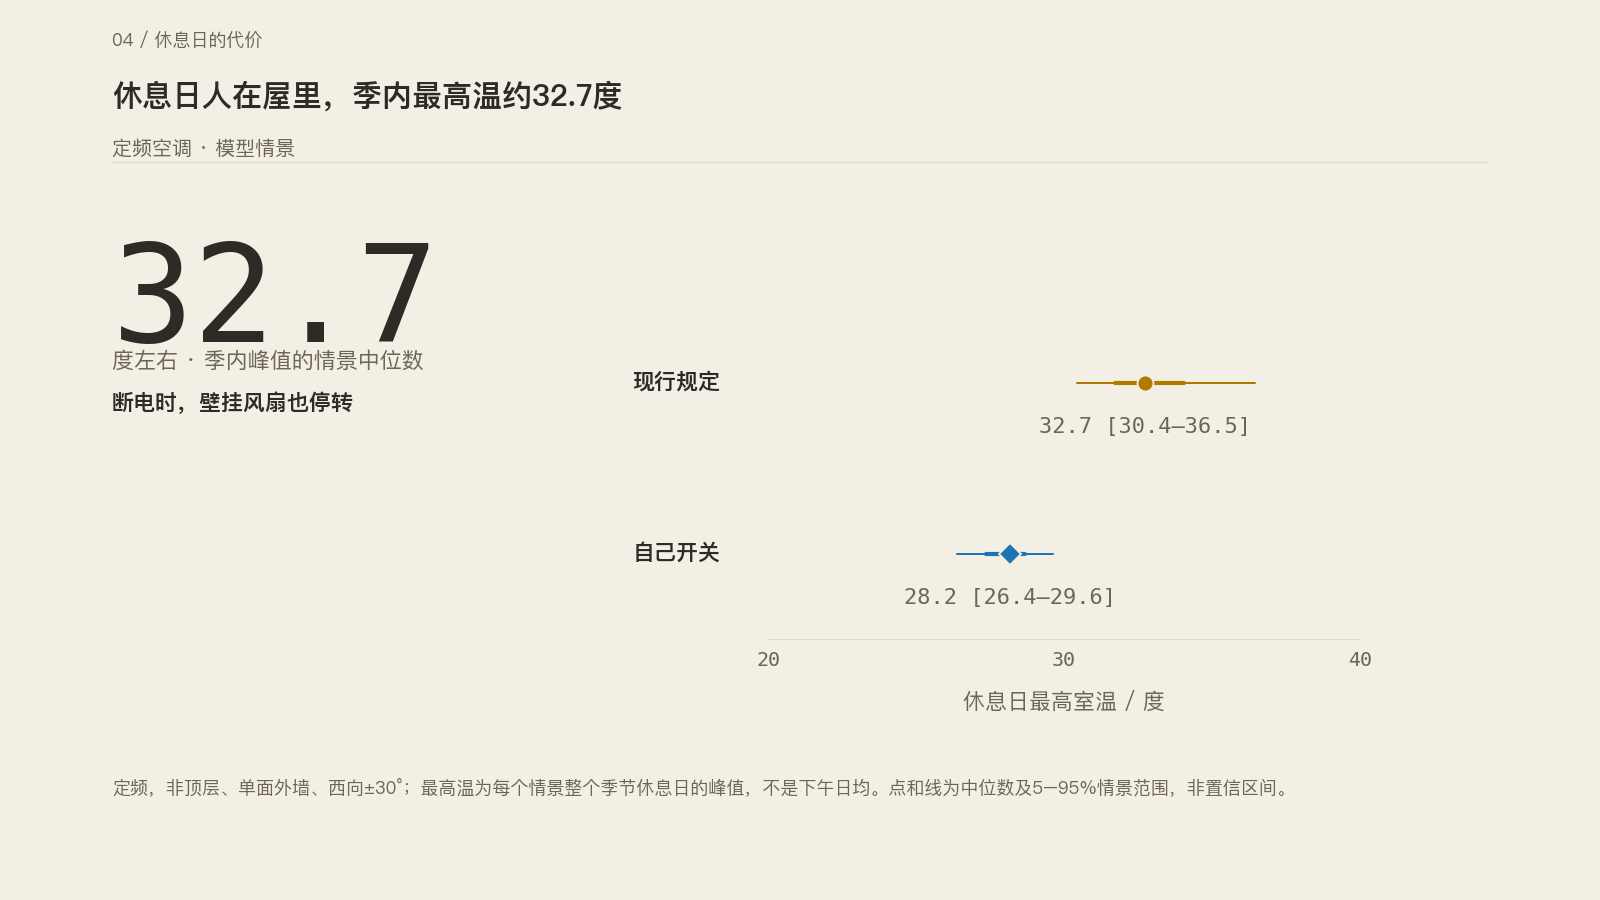 04 / 休息日的代价
休息日人在屋里，季内最高温约32.7度
定频空调 · 模型情景
32.7
度左右 · 季内峰值的情景中位数
断电时，壁挂风扇也停转
现行规定
32.7 [30.4–36.5]
自己开关
28.2 [26.4–29.6]
20 30 40
休息日最高室温 / 度
定频，非顶层、单面外墙、西向±30°；最高温为每个情景整个季节休息日的峰值，不是下午日均。点和线为中位数及5–95%情景范围，非置信区间。